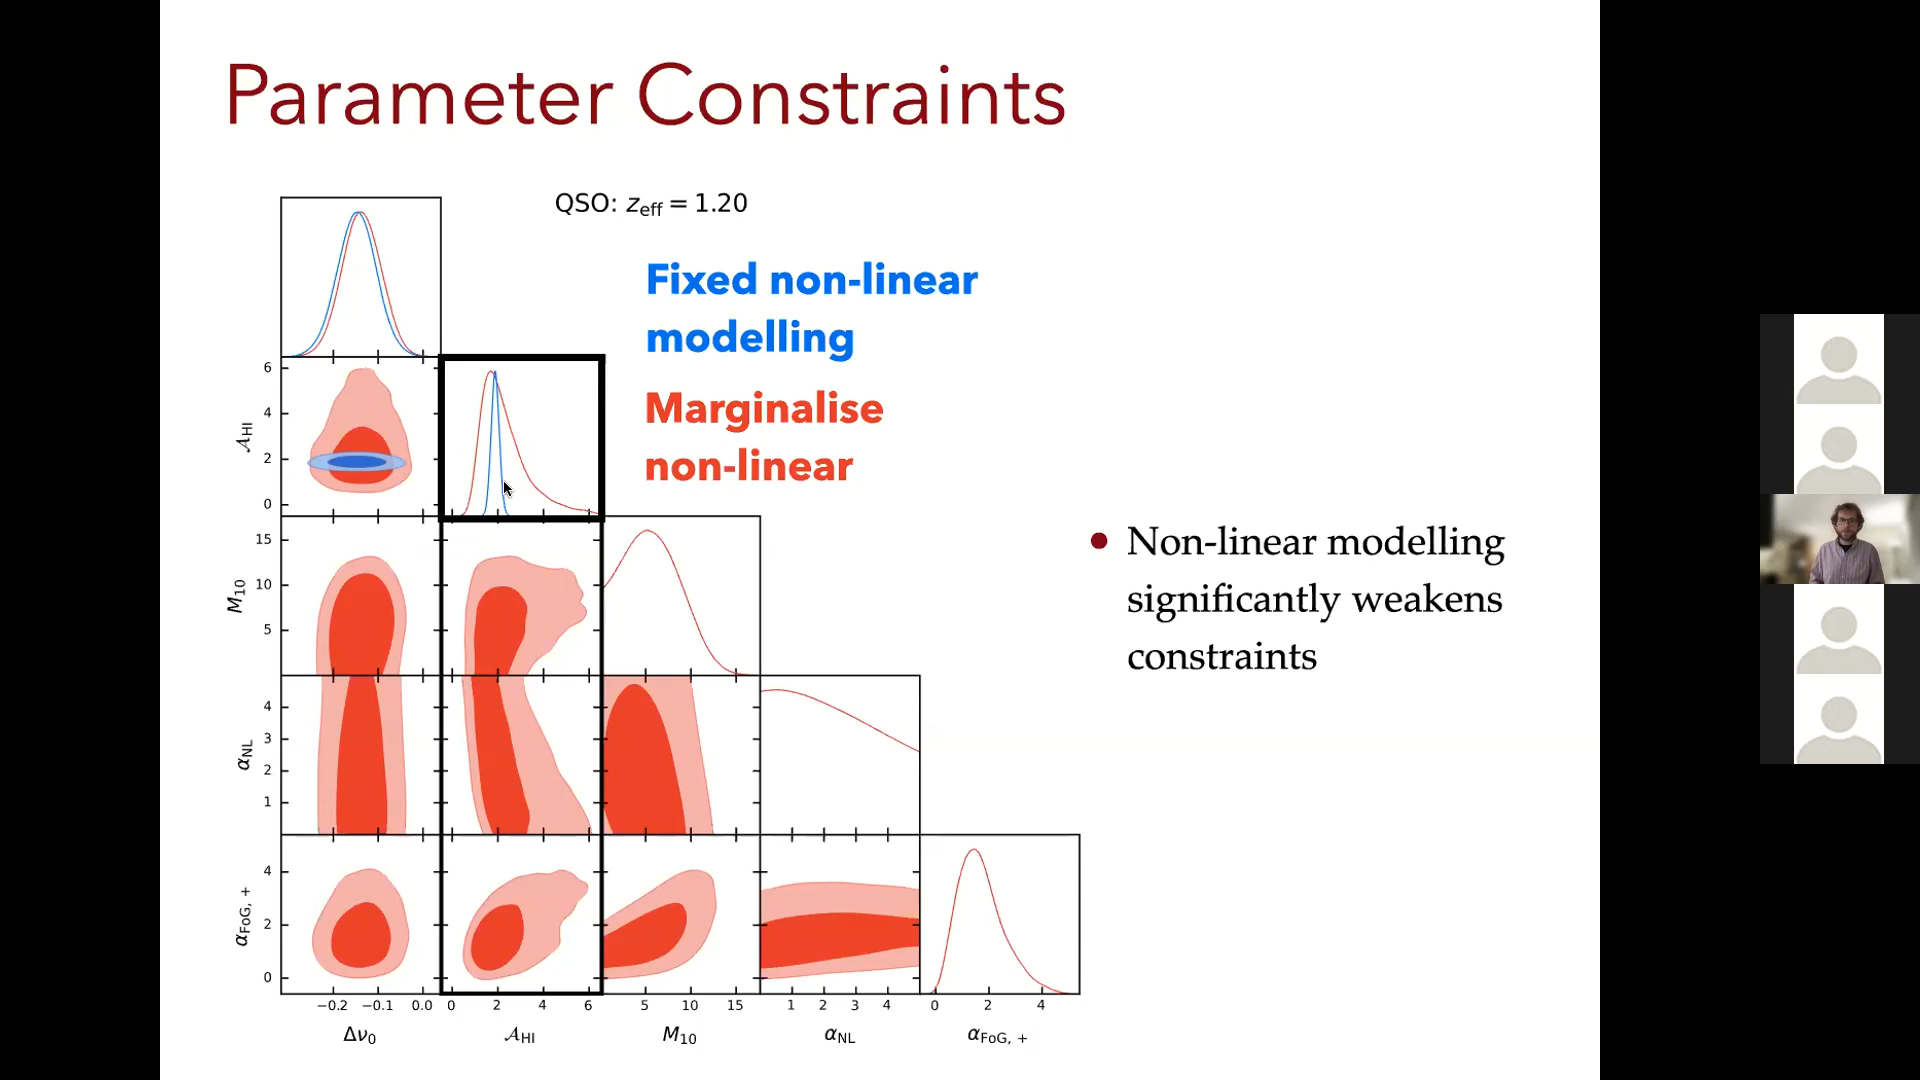 Parameter Constraints
QSO: z_eff = 1.20
Fixed non-linear
modelling
Marginalise
non-linear
Non-linear modelling
significantly weakens
constraints
6
4
2
0
𝒜_HI
15
10
5
M_10
4
3
2
1
α_NL
4
2
0
α_FoG, +
−0.2 −0.1 0.0 0 2 4 6 5 10 15 1 2 3 4 0 2 4
Δν_0 𝒜_HI M_10 α_NL α_FoG, +